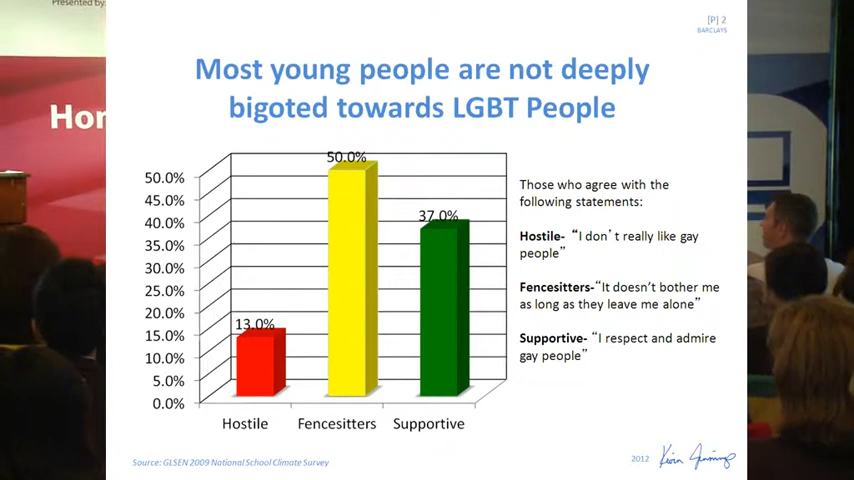 Presented by:
Hor
[P] 2
BARCLAYS
Most young people are not deeply
bigoted towards LGBT People
50.0%
45.0%
40.0%
35.0%
30.0%
25.0%
20.0%
15.0%
10.0%
5.0%
0.0%
13.0%
50.0%
37.0%
Hostile
Fencesitters
Supportive
Those who agree with the
following statements:
Hostile- “I don’t really like gay
people”
Fencesitters-“It doesn’t bother me
as long as they leave me alone”
Supportive- “I respect and admire
gay people”
Source: GLSEN 2009 National School Climate Survey
2012 Kevin Jennings